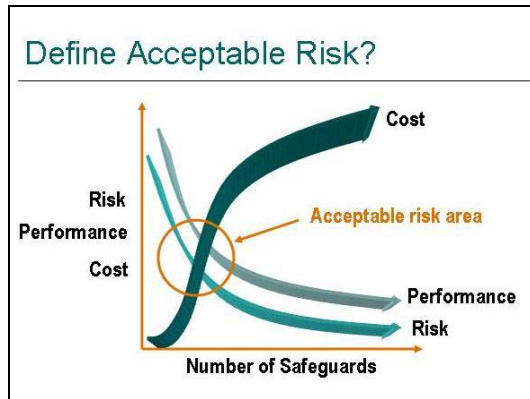 Define Acceptable Risk?
Cost
Risk
Performance
Cost
Acceptable risk area
Performance
Risk
Number of Safeguards